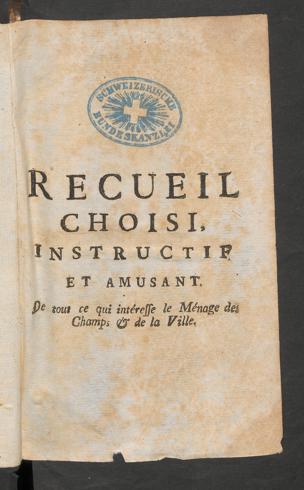 SCHWEIZERISCHE
BUNDESKANZLEI
RECUEIL
CHOISI,
INSTRUCTIF
ET AMUSANT.
De tout ce qui intéresse le Ménage des
Champs & de la Ville.